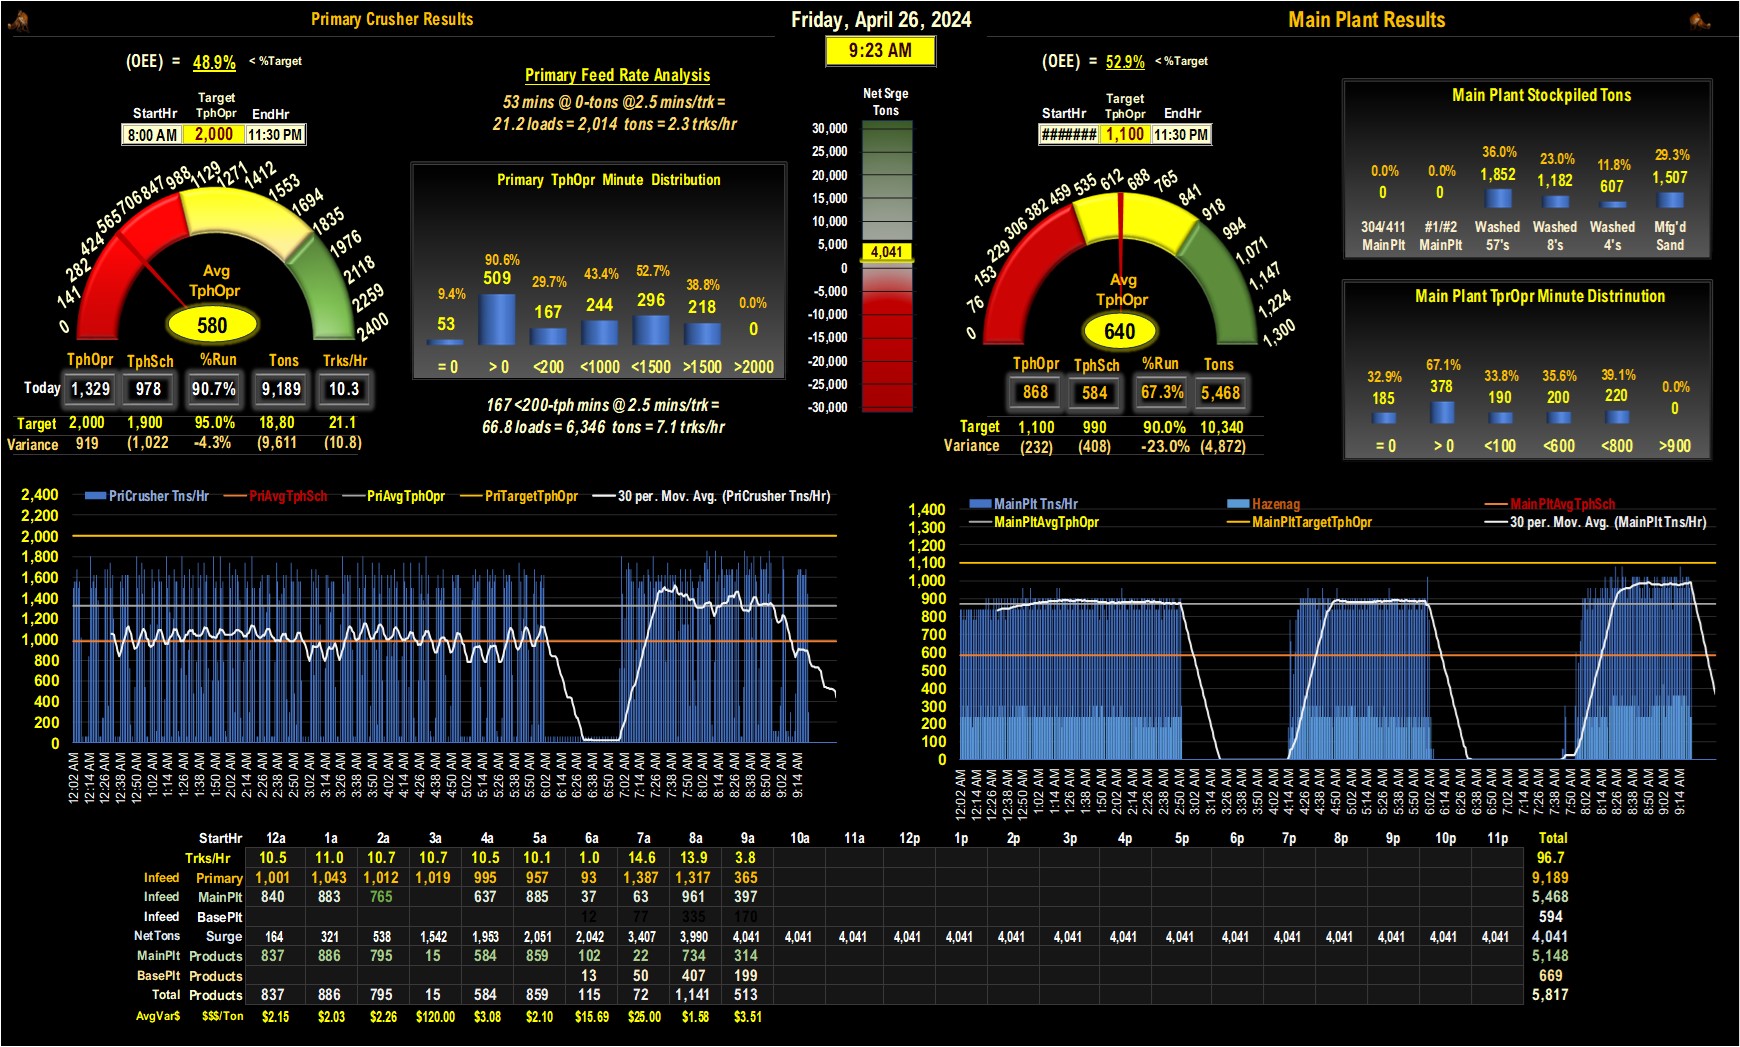 Primary Crusher Results
Friday, April 26, 2024
Main Plant Results
9:23 AM
(OEE) = 48.9% < %Target
Target
StartHr TphOpr EndHr
8:00 AM 2,000 11:30 PM
0 141 282 424 565 706 847 988 1129 1271 1412 1553 1694 1835 1976 2118 2259 2400
Avg
TphOpr
580
TphOpr TphSch %Run Tons Trks/Hr
Today 1,329 978 90.7% 9,189 10.3
Target 2,000 1,900 95.0% 18,80 21.1
Variance 919 (1,022 -4.3% (9,611 (10.8)
Primary Feed Rate Analysis
53 mins @ 0-tons @2.5 mins/trk =
21.2 loads = 2,014 tons = 2.3 trks/hr
Primary TphOpr Minute Distribution
9.4% 90.6% 29.7% 43.4% 52.7% 38.8% 0.0%
53 509 167 244 296 218 0
= 0 > 0 <200 <1000 <1500 >1500 >2000
167 <200-tph mins @ 2.5 mins/trk =
66.8 loads = 6,346 tons = 7.1 trks/hr
Net Srge
Tons
30,000
25,000
20,000
15,000
10,000
5,000
4,041
0
-5,000
-10,000
-15,000
-20,000
-25,000
-30,000
(OEE) = 52.9% < %Target
Target
StartHr TphOpr EndHr
####### 1,100 11:30 PM
0 76 153 229 306 382 459 535 612 688 765 841 918 994 1,071 1,147 1,224 1,300
Avg
TphOpr
640
TphOpr TphSch %Run Tons
868 584 67.3% 5,468
Target 1,100 990 90.0% 10,340
Variance (232) (408) -23.0% (4,872)
Main Plant Stockpiled Tons
0.0% 0.0% 36.0% 23.0% 11.8% 29.3%
0 0 1,852 1,182 607 1,507
304/411 #1/#2 Washed Washed Washed Mfg'd
MainPlt MainPlt 57's 8's 4's Sand
Main Plant TprOpr Minute Distrinution
32.9% 67.1% 33.8% 35.6% 39.1% 0.0%
185 378 190 200 220 0
= 0 > 0 <100 <600 <800 >900
PriCrusher Tns/Hr PriAvgTphSch PriAvgTphOpr PriTargetTphOpr 30 per. Mov. Avg. (PriCrusher Tns/Hr)
2,400
2,200
2,000
1,800
1,600
1,400
1,200
1,000
800
600
400
200
0
12:02 AM 12:14 AM 12:26 AM 12:38 AM 12:50 AM 1:02 AM 1:14 AM 1:26 AM 1:38 AM 1:50 AM 2:02 AM 2:14 AM 2:26 AM 2:38 AM 2:50 AM 3:02 AM 3:14 AM 3:26 AM 3:38 AM 3:50 AM 4:02 AM 4:14 AM 4:26 AM 4:38 AM 4:50 AM 5:02 AM 5:14 AM 5:26 AM 5:38 AM 5:50 AM 6:02 AM 6:14 AM 6:26 AM 6:38 AM 6:50 AM 7:02 AM 7:14 AM 7:26 AM 7:38 AM 7:50 AM 8:02 AM 8:14 AM 8:26 AM 8:38 AM 8:50 AM 9:02 AM 9:14 AM
MainPlt Tns/Hr Hazenag MainPltAvgTphSch
MainPltAvgTphOpr MainPltTargetTphOpr 30 per. Mov. Avg. (MainPlt Tns/Hr)
1,400
1,300
1,200
1,100
1,000
900
800
700
600
500
400
300
200
100
0
12:02 AM 12:14 AM 12:26 AM 12:38 AM 12:50 AM 1:02 AM 1:14 AM 1:26 AM 1:38 AM 1:50 AM 2:02 AM 2:14 AM 2:26 AM 2:38 AM 2:50 AM 3:02 AM 3:14 AM 3:26 AM 3:38 AM 3:50 AM 4:02 AM 4:14 AM 4:26 AM 4:38 AM 4:50 AM 5:02 AM 5:14 AM 5:26 AM 5:38 AM 5:50 AM 6:02 AM 6:14 AM 6:26 AM 6:38 AM 6:50 AM 7:02 AM 7:14 AM 7:26 AM 7:38 AM 7:50 AM 8:02 AM 8:14 AM 8:26 AM 8:38 AM 8:50 AM 9:02 AM 9:14 AM
StartHr 12a 1a 2a 3a 4a 5a 6a 7a 8a 9a 10a 11a 12p 1p 2p 3p 4p 5p 6p 7p 8p 9p 10p 11p Total
Trks/Hr 10.5 11.0 10.7 10.7 10.5 10.1 1.0 14.6 13.9 3.8 96.7
Infeed Primary 1,001 1,043 1,012 1,019 995 957 93 1,387 1,317 365 9,189
Infeed MainPlt 840 883 765 637 885 37 63 961 397 5,468
Infeed BasePlt 12 77 335 170 594
NetTons Surge 164 321 538 1,542 1,953 2,051 2,042 3,407 3,990 4,041 4,041 4,041 4,041 4,041 4,041 4,041 4,041 4,041 4,041 4,041 4,041 4,041 4,041 4,041 4,041
MainPlt Products 837 886 795 15 584 859 102 22 734 314 5,148
BasePlt Products 13 50 407 199 669
Total Products 837 886 795 15 584 859 115 72 1,141 513 5,817
AvgVar$ $$$/Ton $2.15 $2.03 $2.26 $120.00 $3.08 $2.10 $15.69 $25.00 $1.58 $3.51